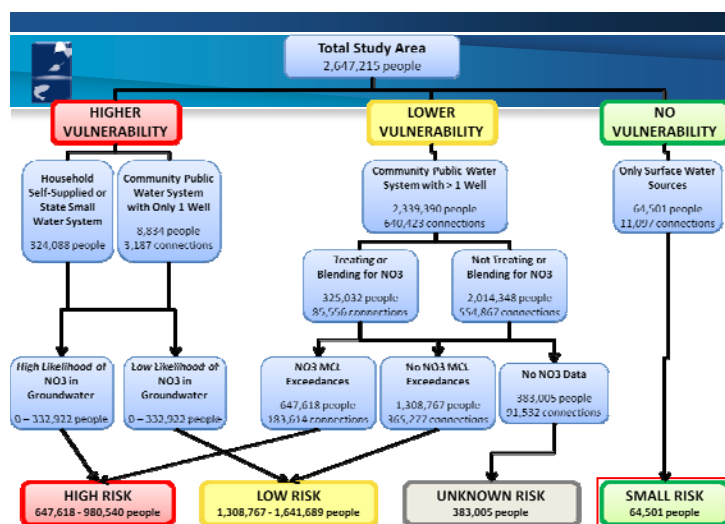 Total Study Area
2,647,215 people
HIGHER
VULNERABILITY
LOWER
VULNERABILITY
NO
VULNERABILITY
Household
Self-Supplied or
State Small
Water System
324,088 people
Community Public
Water System
with Only 1 Well
8,834 people
3,187 connections
Community Public Water
System with > 1 Well
2,339,390 people
640,423 connections
Only Surface Water
Sources
64,501 people
11,097 connections
Treating or
Blending for NO3
325,032 people
85,556 connections
Not Treating or
Blending for NO3
2,014,348 people
554,867 connections
High Likelihood of
NO3 in
Groundwater
0 – 332,922 people
Low Likelihood of
NO3 in
Groundwater
0 – 332,922 people
NO3 MCL
Exceedances
647,618 people
183,614 connections
No NO3 MCL
Exceedances
1,308,767 people
365,277 connections
No NO3 Data
383,005 people
91,532 connections
HIGH RISK
647,618 - 980,540 people
LOW RISK
1,308,767 - 1,641,689 people
UNKNOWN RISK
383,005 people
SMALL RISK
64,501 people